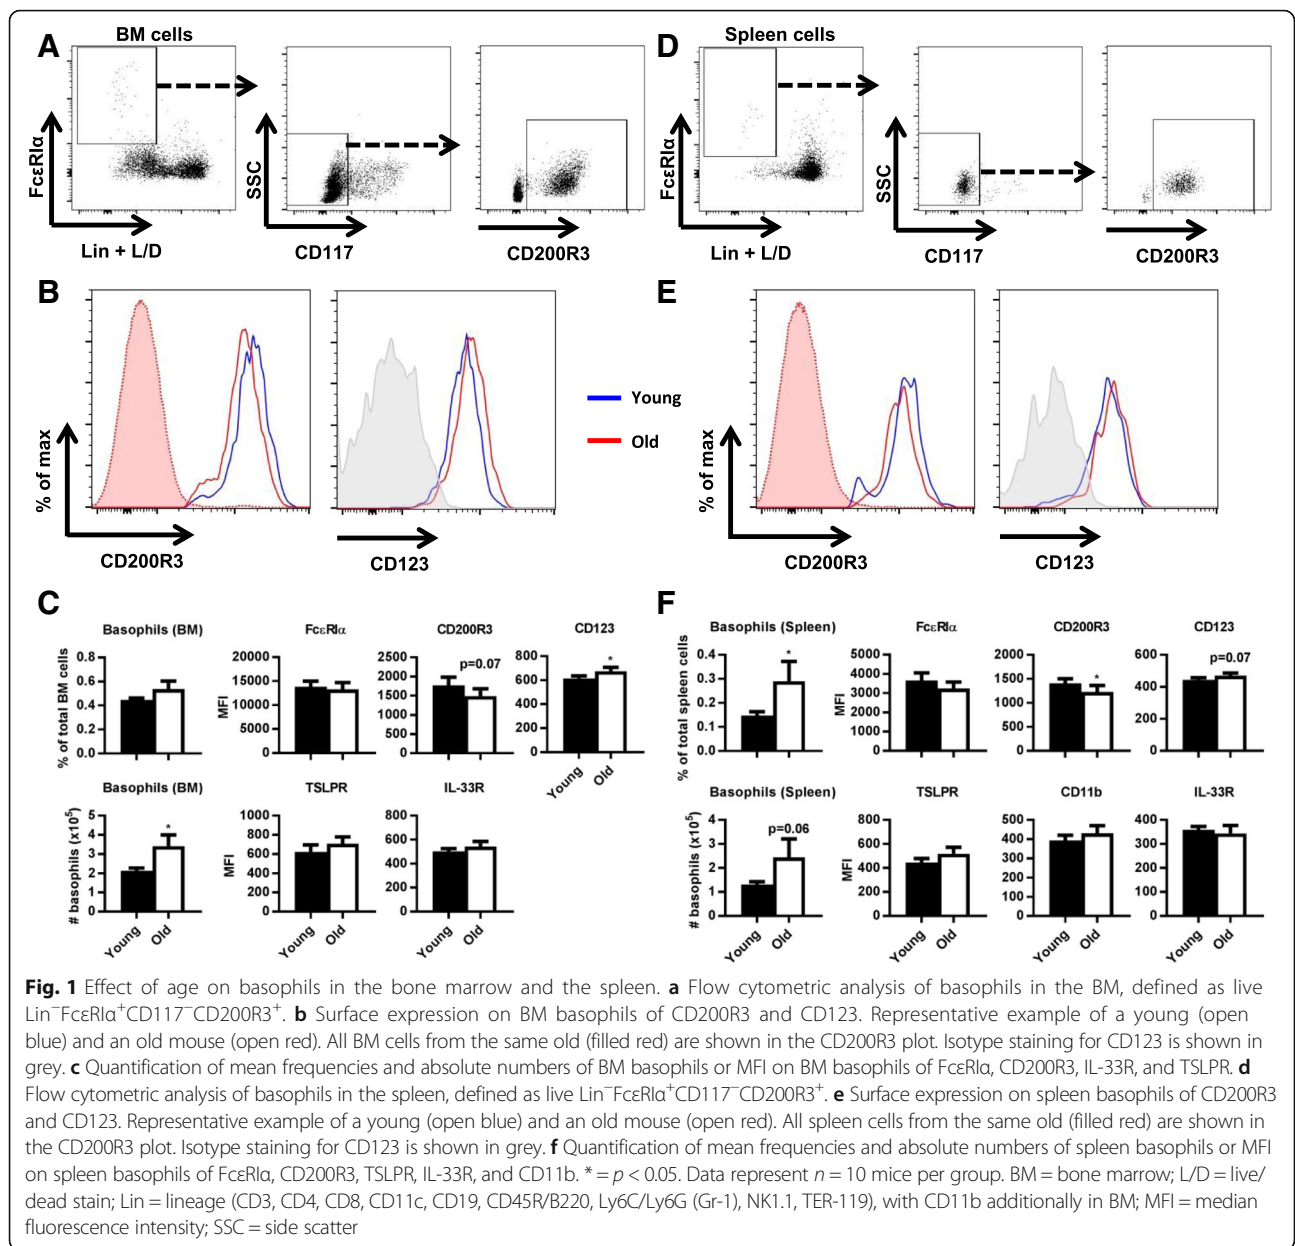 A
BM cells
FcεRIα
Lin + L/D
SSC
CD117
CD200R3
D
Spleen cells
FcεRIα
Lin + L/D
SSC
CD117
CD200R3
B
% of max
CD200R3
CD123
Young
Old
E
% of max
CD200R3
CD123
C
Basophils (BM)
% of total BM cells
0.8
0.6
0.4
0.2
0.0
FcεRIα
MFI
20000
15000
10000
5000
0
CD200R3
p=0.07
2500
2000
1500
1000
500
0
CD123
*
800
600
400
200
0
Young
Old
Basophils (BM)
# basophils (x10⁵)
*
5
4
3
2
1
0
Young
Old
TSLPR
MFI
1000
800
600
400
200
0
Young
Old
IL-33R
800
600
400
200
0
Young
Old
F
Basophils (Spleen)
% of total spleen cells
*
0.4
0.3
0.2
0.1
0.0
FcεRIα
MFI
5000
4000
3000
2000
1000
0
CD200R3
*
2000
1500
1000
500
0
CD123
p=0.07
600
400
200
0
Basophils (Spleen)
# basophils (x10⁵)
p=0.06
4
3
2
1
0
Young
Old
TSLPR
MFI
800
600
400
200
0
Young
Old
CD11b
500
400
300
200
100
0
Young
Old
IL-33R
400
300
200
100
0
Young
Old
Fig. 1 Effect of age on basophils in the bone marrow and the spleen. a Flow cytometric analysis of basophils in the BM, defined as live
Lin⁻FcεRIα⁺CD117⁻CD200R3⁺. b Surface expression on BM basophils of CD200R3 and CD123. Representative example of a young (open
blue) and an old mouse (open red). All BM cells from the same old (filled red) are shown in the CD200R3 plot. Isotype staining for CD123 is shown in
grey. c Quantification of mean frequencies and absolute numbers of BM basophils or MFI on BM basophils of FcεRIα, CD200R3, IL-33R, and TSLPR. d
Flow cytometric analysis of basophils in the spleen, defined as live Lin⁻FcεRIα⁺CD117⁻CD200R3⁺. e Surface expression on spleen basophils of CD200R3
and CD123. Representative example of a young (open blue) and an old mouse (open red). All spleen cells from the same old (filled red) are shown in
the CD200R3 plot. Isotype staining for CD123 is shown in grey. f Quantification of mean frequencies and absolute numbers of spleen basophils or MFI
on spleen basophils of FcεRIα, CD200R3, TSLPR, IL-33R, and CD11b. * = p < 0.05. Data represent n = 10 mice per group. BM = bone marrow; L/D = live/
dead stain; Lin = lineage (CD3, CD4, CD8, CD11c, CD19, CD45R/B220, Ly6C/Ly6G (Gr-1), NK1.1, TER-119), with CD11b additionally in BM; MFI = median
fluorescence intensity; SSC = side scatter